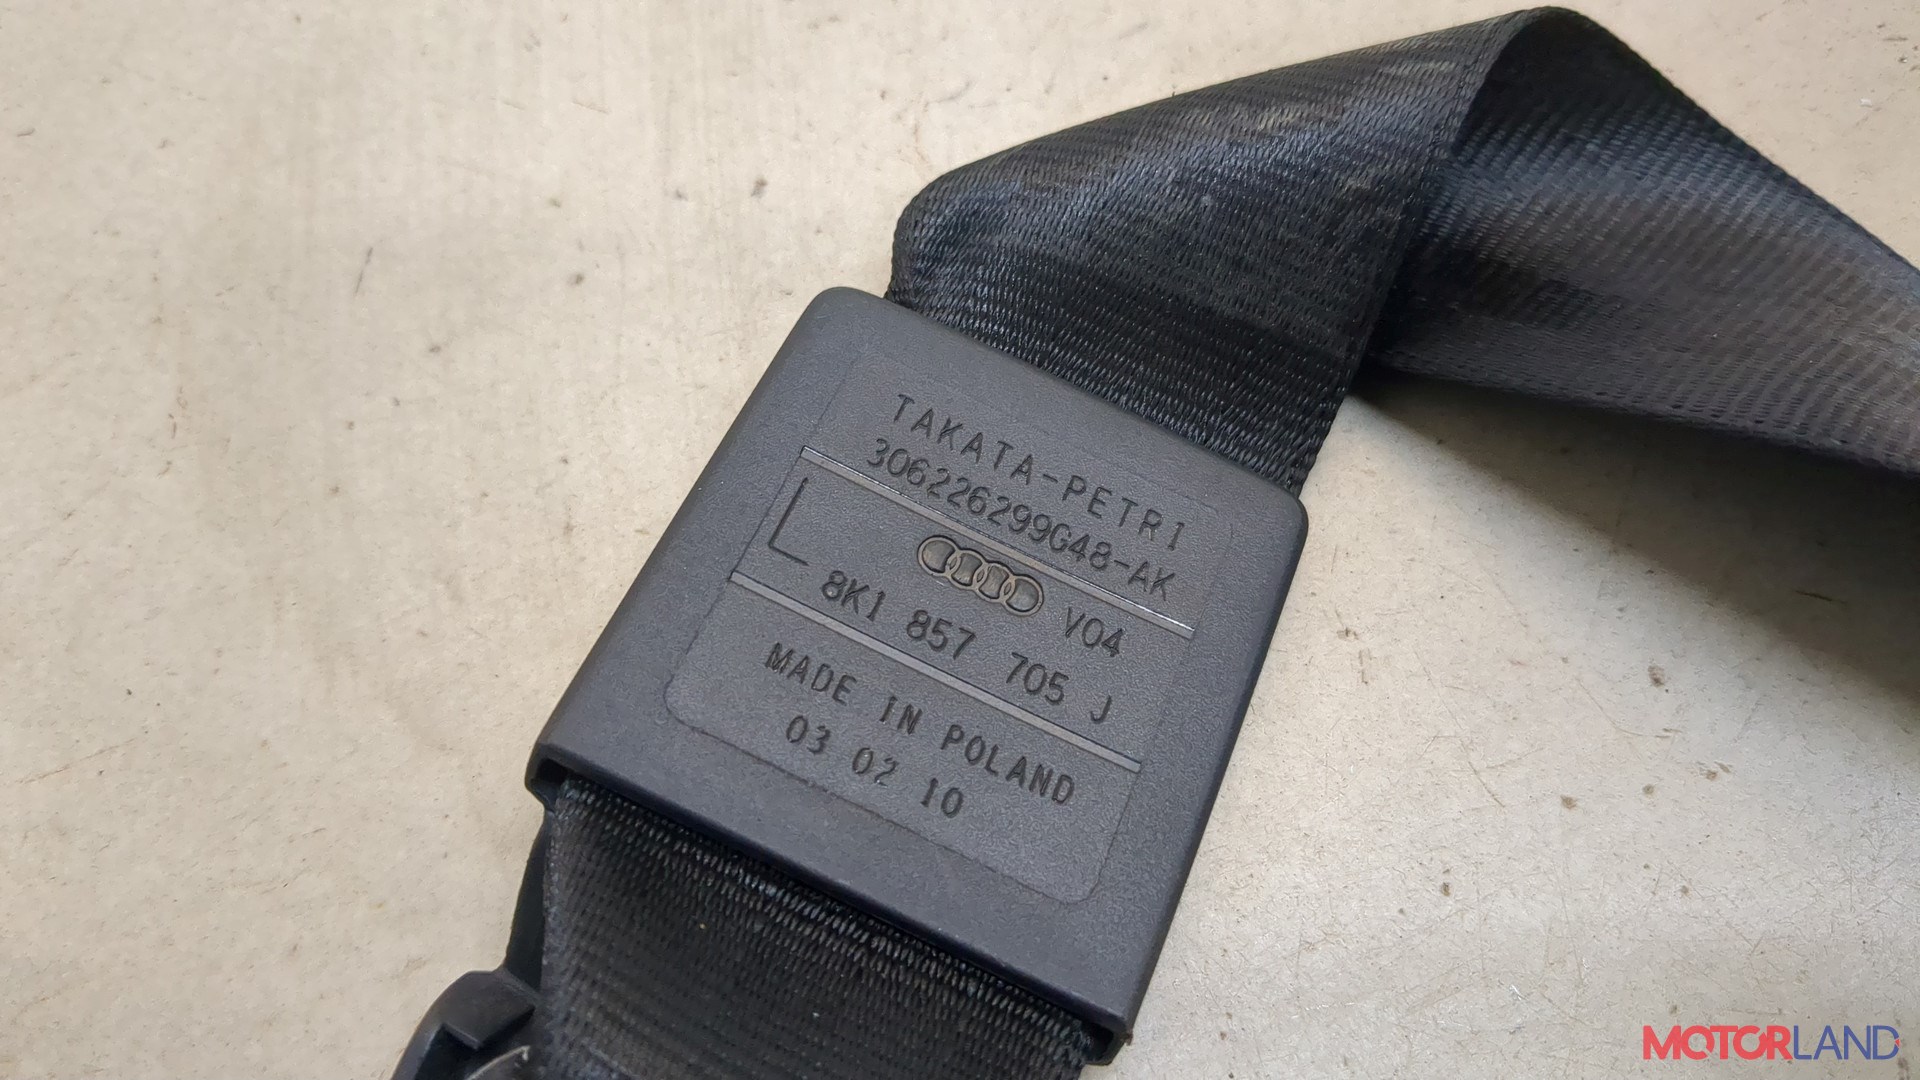 TAKATA-PETRI
306226299G48-AK
L V04
8K1 857 705 J
MADE IN POLAND
03 02 10
MOTORLAND